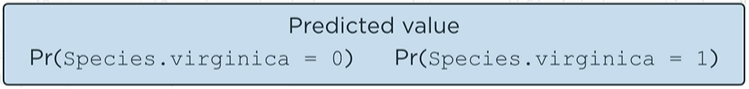 Predicted value
Pr(Species.virginica = 0) Pr(Species.virginica = 1)